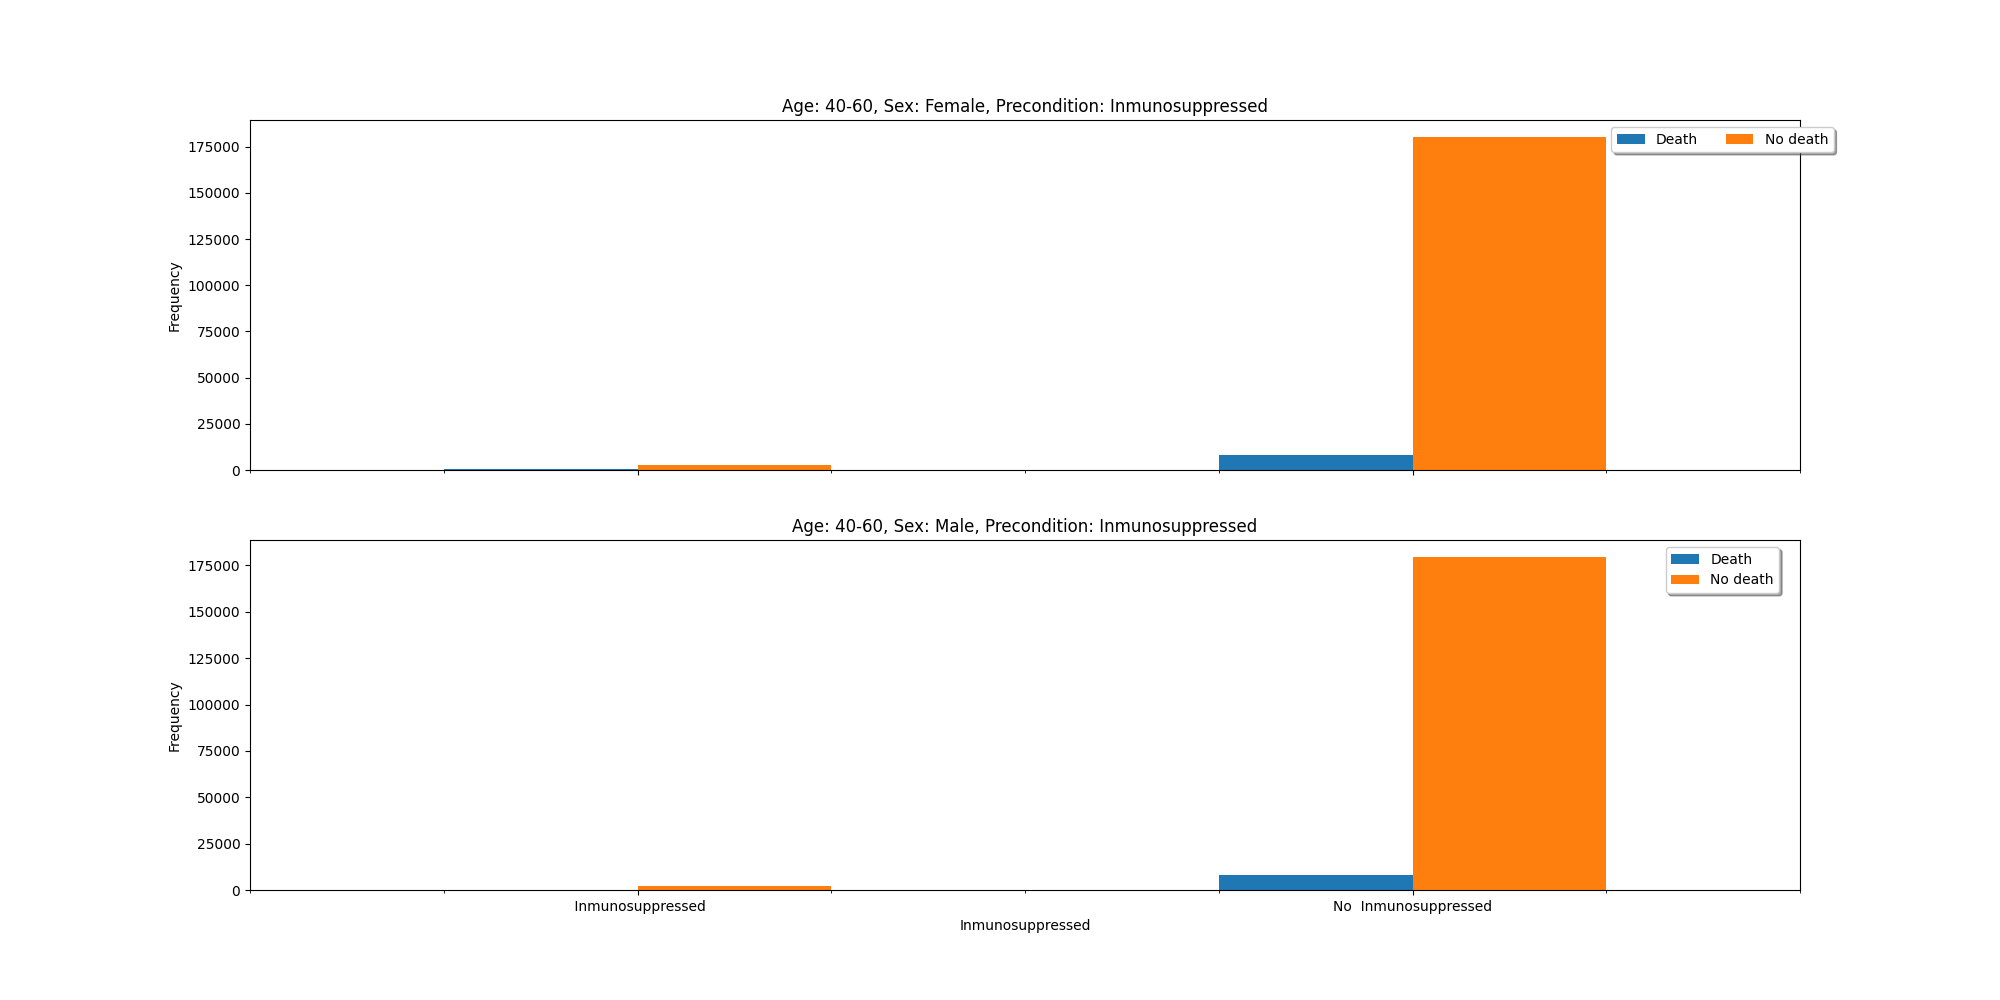 Age: 40-60, Sex: Female, Precondition: Inmunosuppressed
Death No death
175000
150000
125000
100000
75000
50000
25000
0
Frequency
Age: 40-60, Sex: Male, Precondition: Inmunosuppressed
Death
No death
175000
150000
125000
100000
75000
50000
25000
0
Frequency
Inmunosuppressed No  Inmunosuppressed
Inmunosuppressed